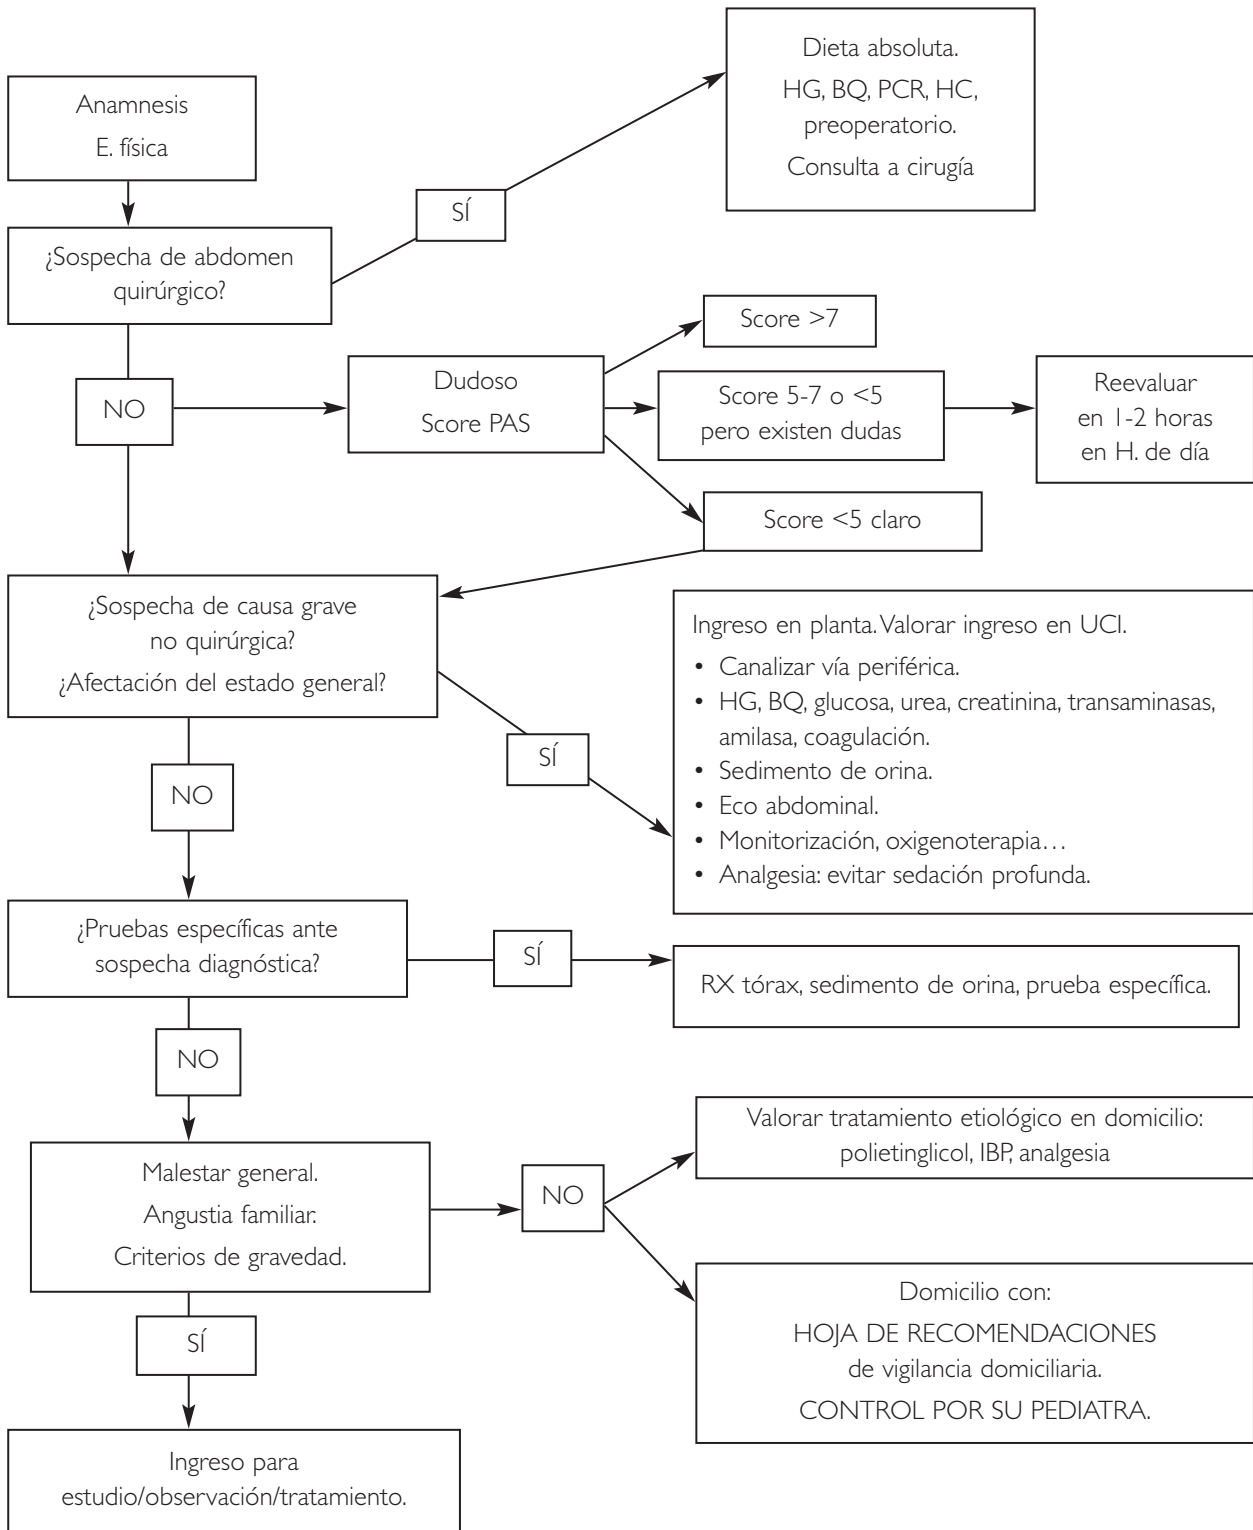 Anamnesis
E. física
Dieta absoluta.
HG, BQ, PCR, HC,
preoperatorio.
Consulta a cirugía
SÍ
¿Sospecha de abdomen
quirúrgico?
Score >7
NO
Dudoso
Score PAS
Score 5-7 o <5
pero existen dudas
Reevaluar
en 1-2 horas
en H. de día
Score <5 claro
¿Sospecha de causa grave
no quirúrgica?
¿Afectación del estado general?
SÍ
Ingreso en planta. Valorar ingreso en UCI.
• Canalizar vía periférica.
• HG, BQ, glucosa, urea, creatinina, transaminasas,
amilasa, coagulación.
• Sedimento de orina.
• Eco abdominal.
• Monitorización, oxigenoterapia…
• Analgesia: evitar sedación profunda.
NO
¿Pruebas específicas ante
sospecha diagnóstica?
SÍ
RX tórax, sedimento de orina, prueba específica.
NO
Malestar general.
Angustia familiar.
Criterios de gravedad.
NO
Valorar tratamiento etiológico en domicilio:
polietinglicol, IBP, analgesia
Domicilio con:
HOJA DE RECOMENDACIONES
de vigilancia domiciliaria.
CONTROL POR SU PEDIATRA.
SÍ
Ingreso para
estudio/observación/tratamiento.